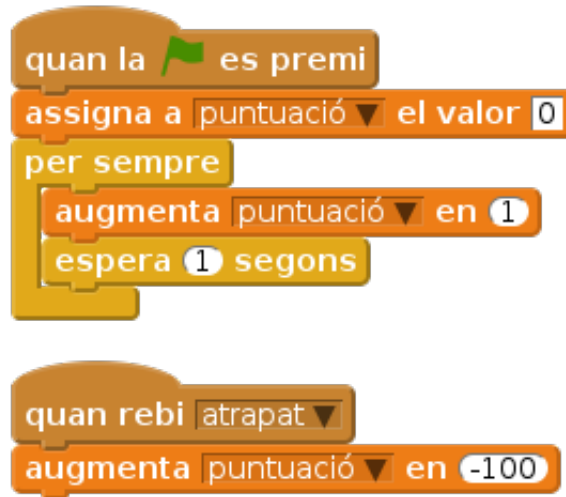 quan la es premi
assigna a puntuació el valor 0
per sempre
augmenta puntuació en 1
espera 1 segons
quan rebi atrapat
augmenta puntuació en -100